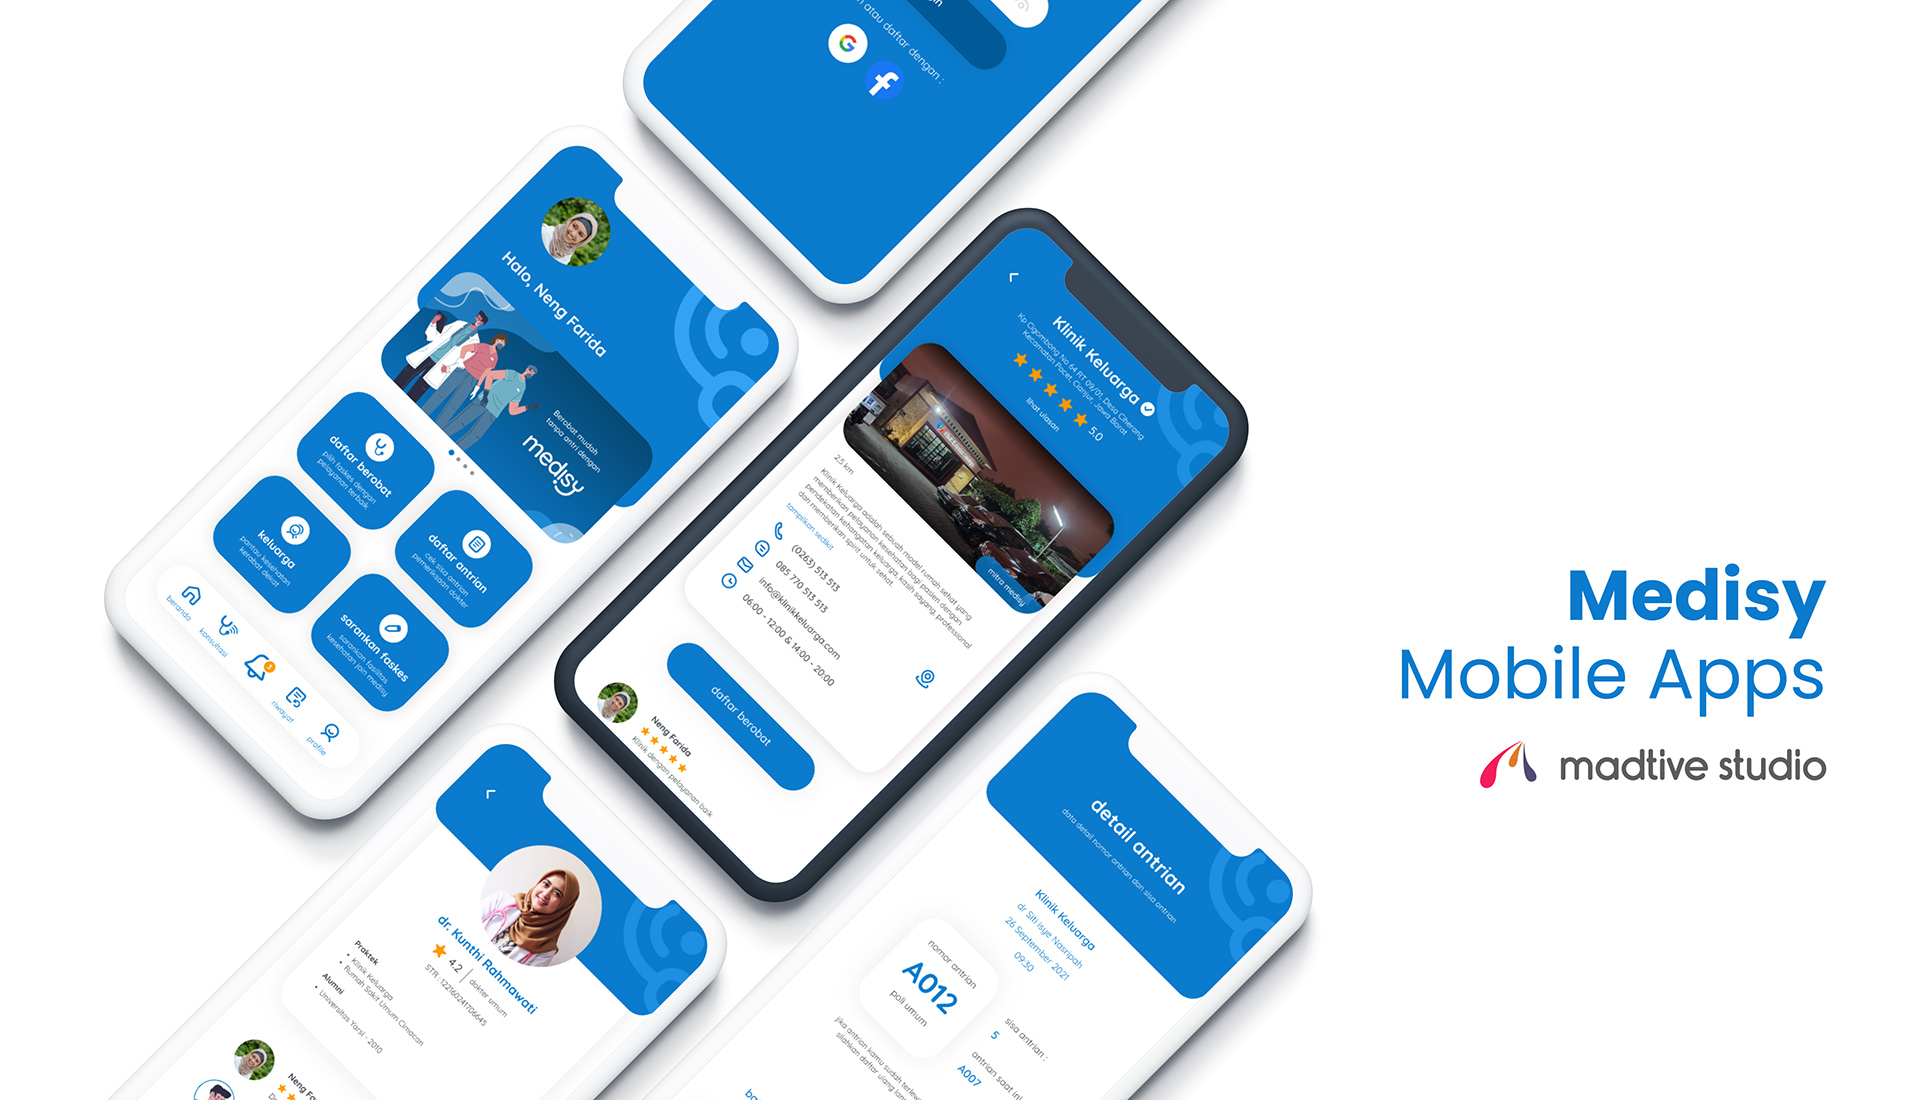 atau daftar dengan :
Halo, Neng Farida
Berobat mudah
tanpa antri dengan
medisy
daftar berobat
pilih faskes dengan
pelayanan terbaik
daftar antrian
cek sisa antrian
pemeriksaan dokter
keluarga
pantau kesehatan
kerabat dekat
sarankan faskes
sarankan fasilitas
kesehatan join medisy
beranda
konsultasi
1
riwayat
profile
Klinik Keluarga
Kp Cigombong No.64 RT 09/01, Desa Ciherang
Kecamatan Pacet, Cianjur, Jawa Barat
5.0
lihat ulasan
mitra medisy
2.5 km
Klinik Keluarga adalah sebuah model rumah sehat yang
memberikan pelayanan kesehatan bagi pasien dengan
pendekatan kehangatan keluarga, kasih sayang, professional
dan memberikan spirit untuk sehat.
tampilkan sedikit
(0263) 513 513
085 770 513 513
info@klinikkeluarga.com
06:00 - 12:00 & 14:00 - 20:00
daftar berobat
Neng Farida
Klinik dengan pelayanan baik
dr. Kunthi Rahmawati
4.2 | dokter umum
STR : 122160241706645
Praktek
• Klinik Keluarga
• Rumah Sakit Umum Cimacan
Alumni
• Universitas Yarsi - 2010
Neng
detail antrian
data detail nomor antrian dan sisa antrian
Klinik Keluarga
dr Siti Isye Nasripah
26 September 2021
09:30
nomor antrian
A012
poli umum
sisa antrian :
5
antrian saat ini
A007
jika antrian kamu sudah
silahkan daftar ulang
Medisy
Mobile Apps
madtive studio